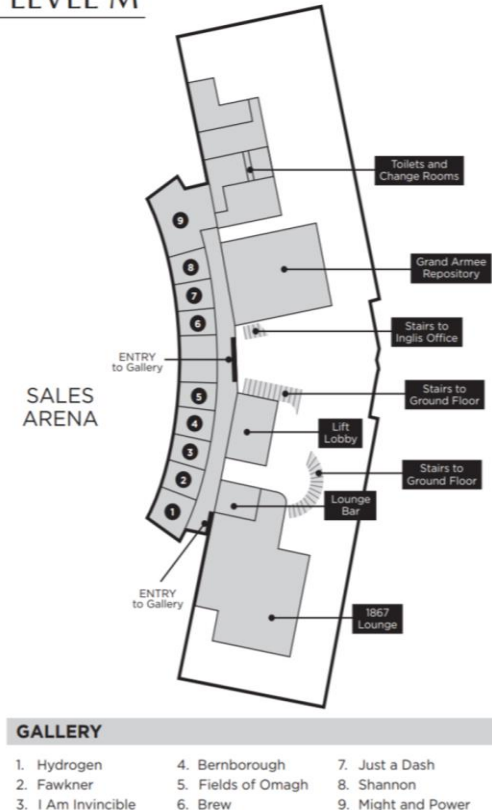 LEVEL M
9
8
7
6
5
4
3
2
1
Toilets and
Change Rooms
Grand Armee
Repository
Stairs to
Inglis Office
ENTRY
to Gallery
SALES
ARENA
Stairs to
Ground Floor
Lift
Lobby
Stairs to
Ground Floor
Lounge
Bar
ENTRY
to Gallery
1867
Lounge
GALLERY
1. Hydrogen
2. Fawkner
3. I Am Invincible
4. Bernborough
5. Fields of Omagh
6. Brew
7. Just a Dash
8. Shannon
9. Might and Power